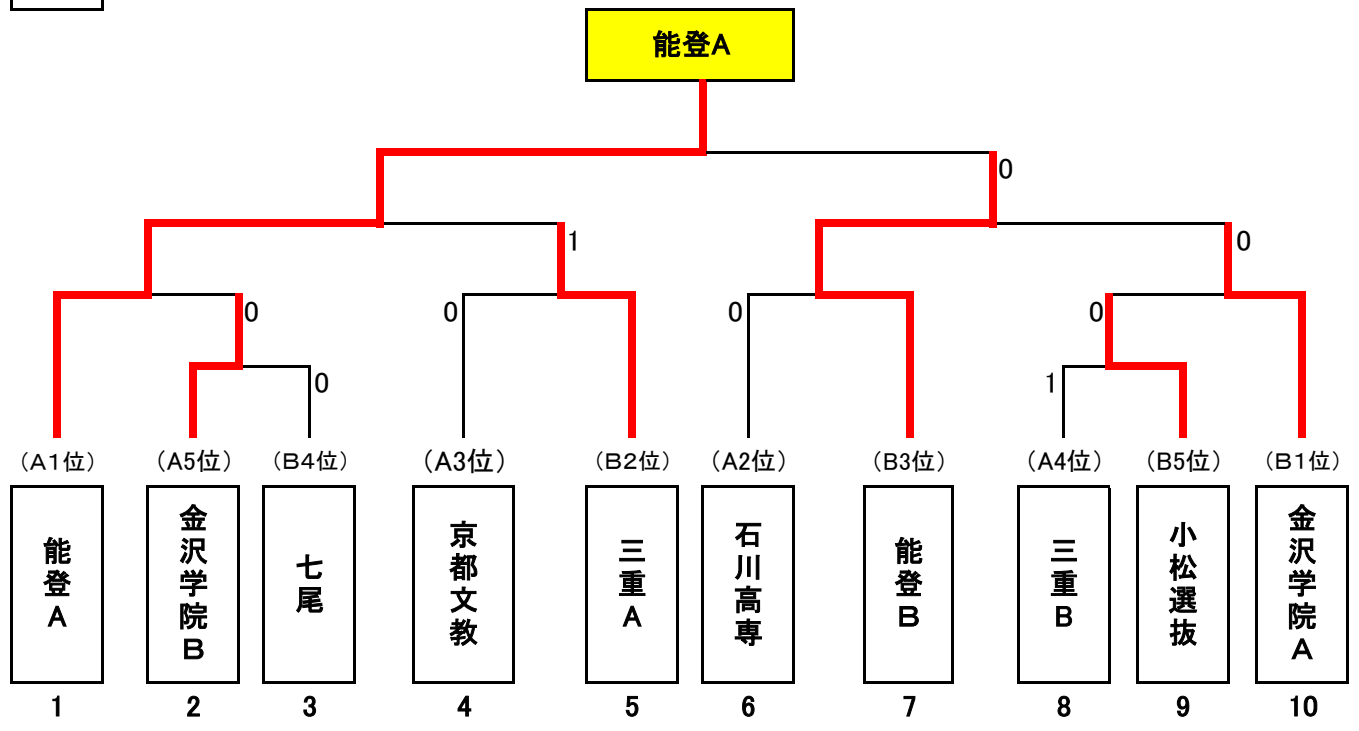 能登A
0
1
0
0
0
0
0
0
1
（A1位）
（A5位）
（B4位）
（A3位）
（B2位）
（A2位）
（B3位）
（A4位）
（B5位）
（B1位）
能登A
金沢学院B
七尾
京都文教
三重A
石川高専
能登B
三重B
小松選抜
金沢学院A
1
2
3
4
5
6
7
8
9
10